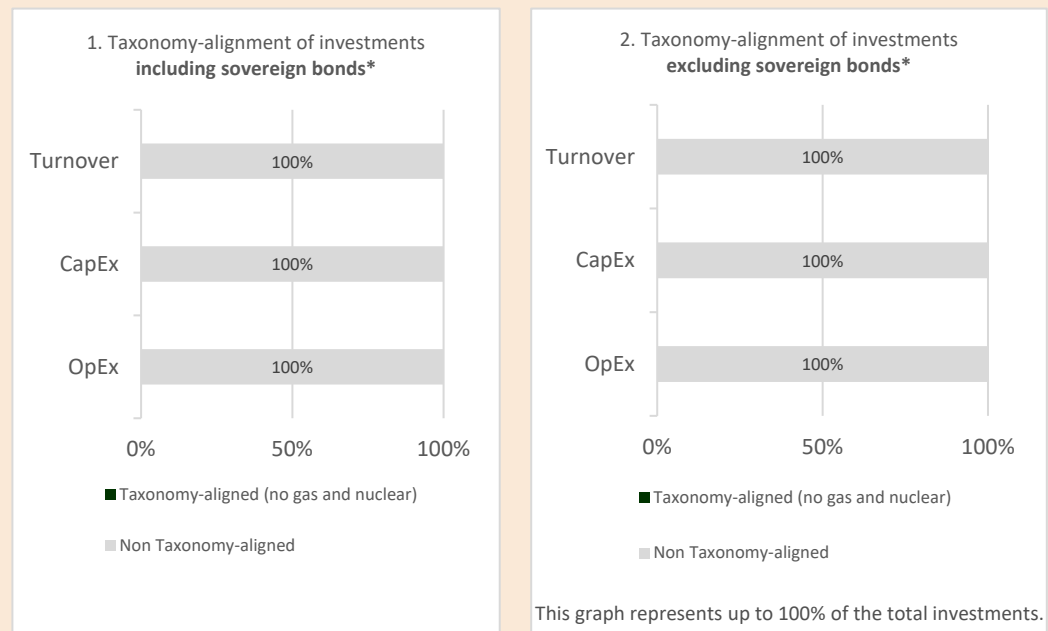 1. Taxonomy-alignment of investments
including sovereign bonds*
Turnover
100%
CapEx
100%
OpEx
100%
0%
50%
100%
Taxonomy-aligned (no gas and nuclear)
Non Taxonomy-aligned
2. Taxonomy-alignment of investments
excluding sovereign bonds*
Turnover
100%
CapEx
100%
OpEx
100%
0%
50%
100%
Taxonomy-aligned (no gas and nuclear)
Non Taxonomy-aligned
This graph represents up to 100% of the total investments.